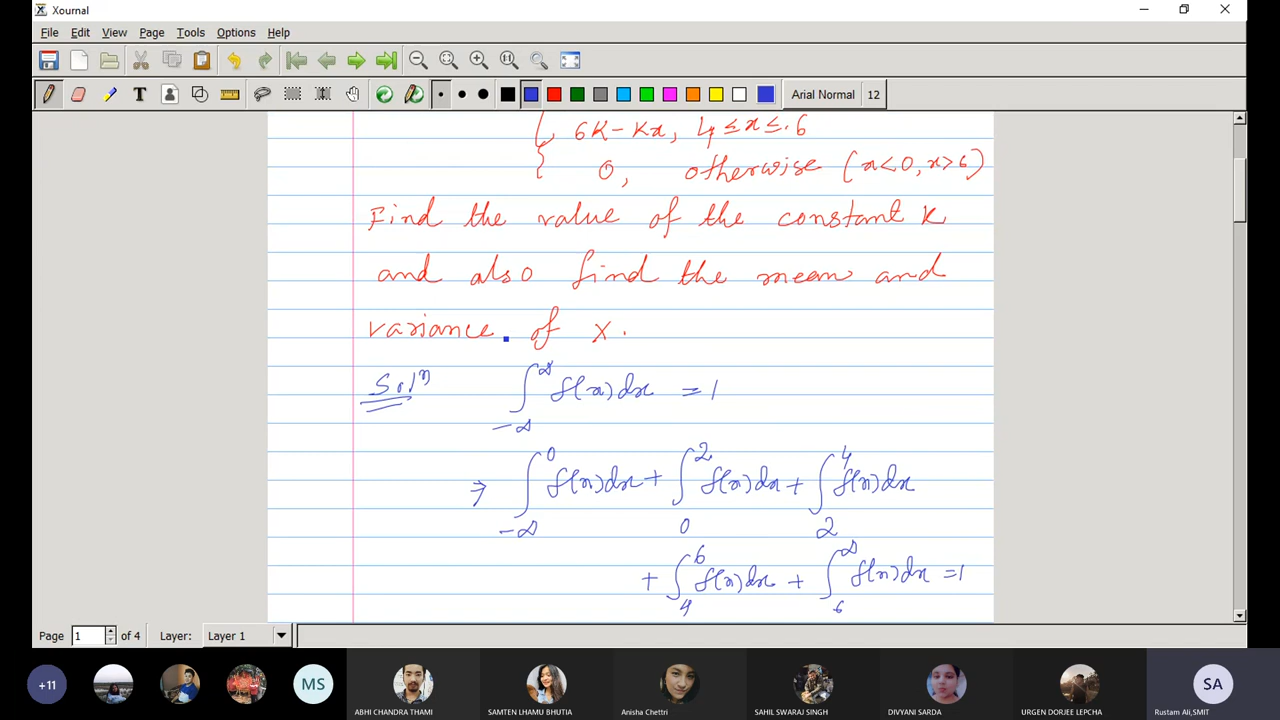 Xournal
File Edit View Page Tools Options Help
Arial Normal 12
6K-Kx, 4≤x≤.6
0, otherwise (x<0, x>6)
Find the value of the constant K
and also find the mean and
variance of X.
Solⁿ ∫_{-∞}^{∞} f(x)dx = 1
⇒ ∫_{-∞}^{0} f(x)dx + ∫_{0}^{2} f(x)dx + ∫_{2}^{4} f(x)dx
+ ∫_{4}^{6} f(x)dx + ∫_{6}^{∞} f(x)dx = 1
Page 1 of 4 Layer: Layer 1
+11 MS SA
ABHI CHANDRA THAMI SAMTEN LHAMU BHUTIA Anisha Chettri SAHIL SWARAJ SINGH DIVYANI SARDA URGEN DORJEE LEPCHA Rustam Ali,SMIT